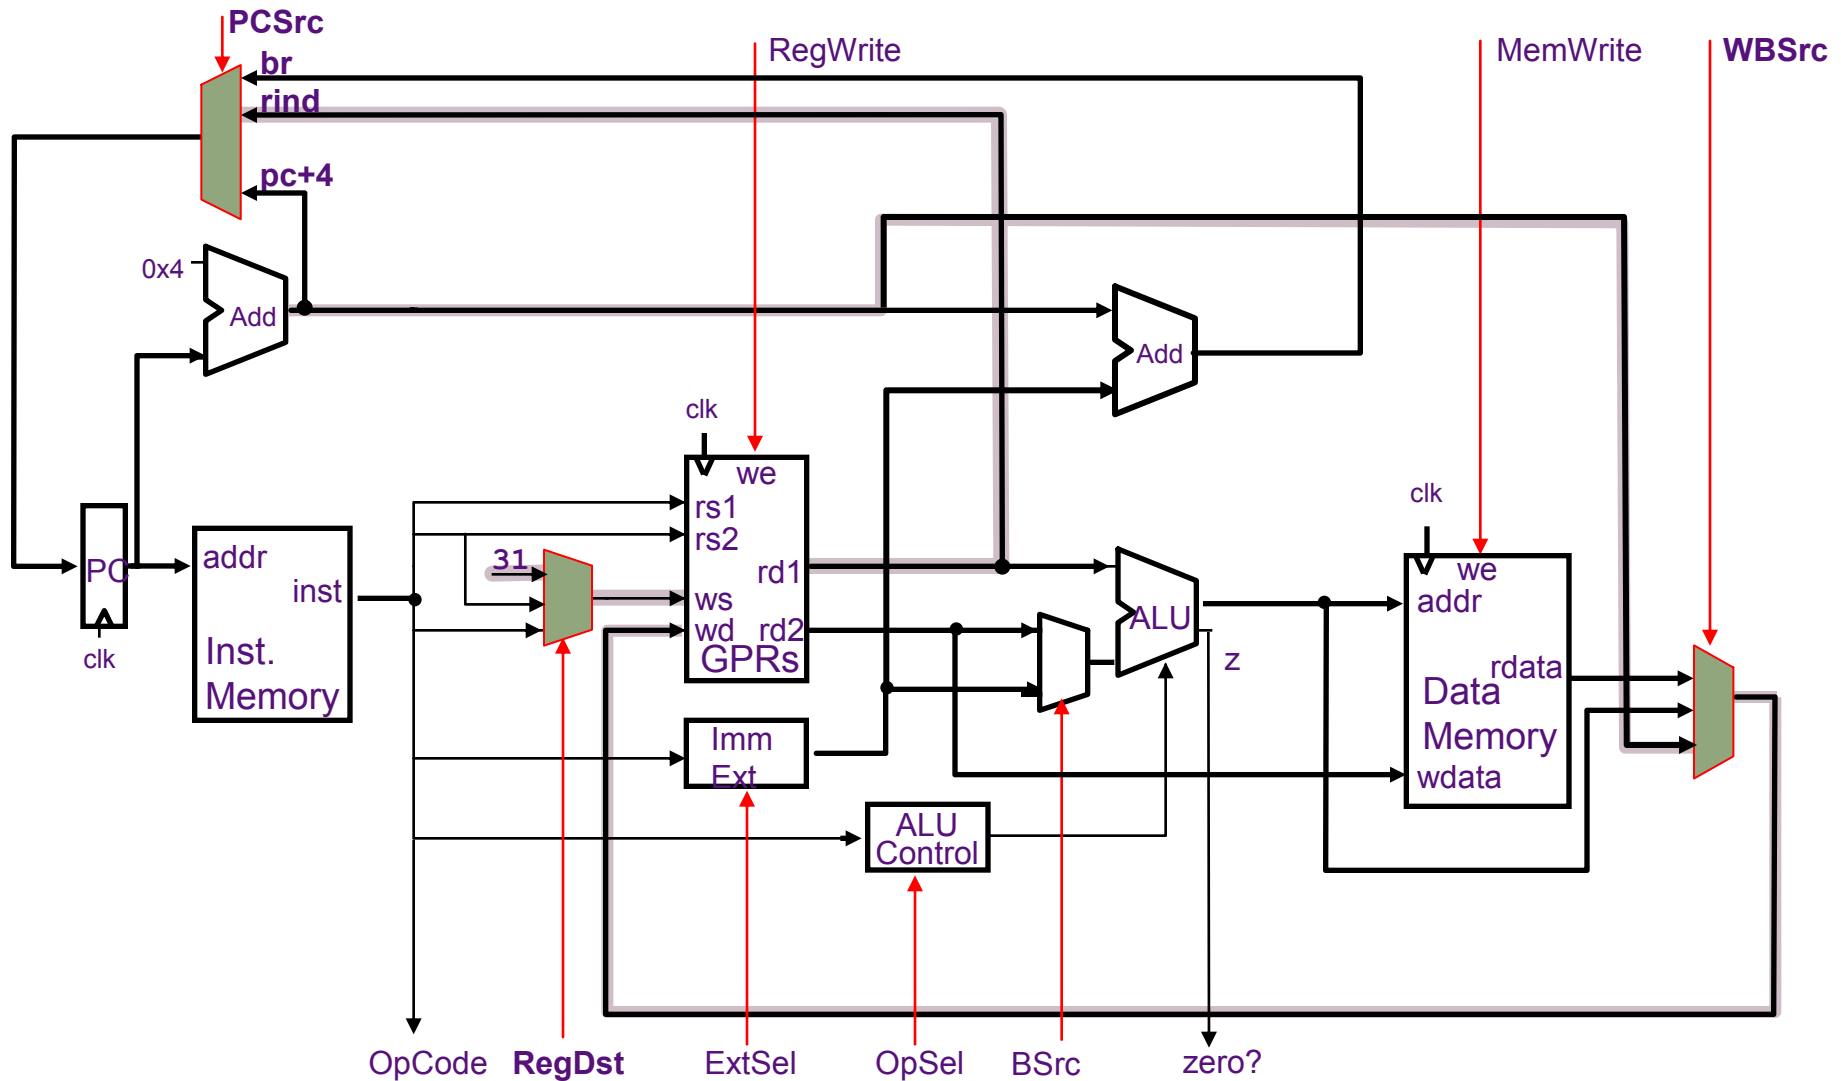 PCSrc
RegWrite
MemWrite
WBSrc
br
rind
pc+4
0x4
Add
Add
clk
we
rs1
rs2
31
rd1
ws
wd
rd2
GPRs
PC
clk
addr
inst
Inst.
Memory
ALU
z
clk
we
addr
rdata
Data
Memory
wdata
Imm
Ext
ALU
Control
OpCode
RegDst
ExtSel
OpSel
BSrc
zero?